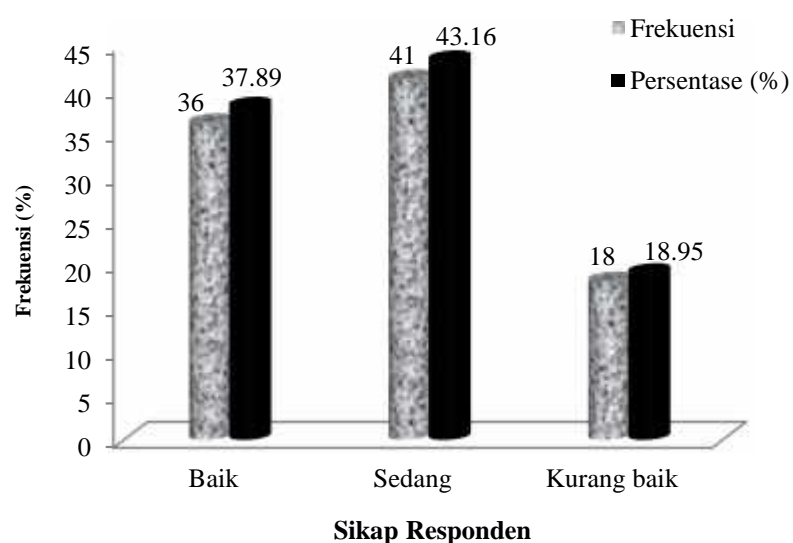 Frekuensi
Persentase (%)
45
40
35
30
25
20
15
10
5
0
Frekuensi (%)
36
37.89
41
43.16
18
18.95
Baik
Sedang
Kurang baik
Sikap Responden